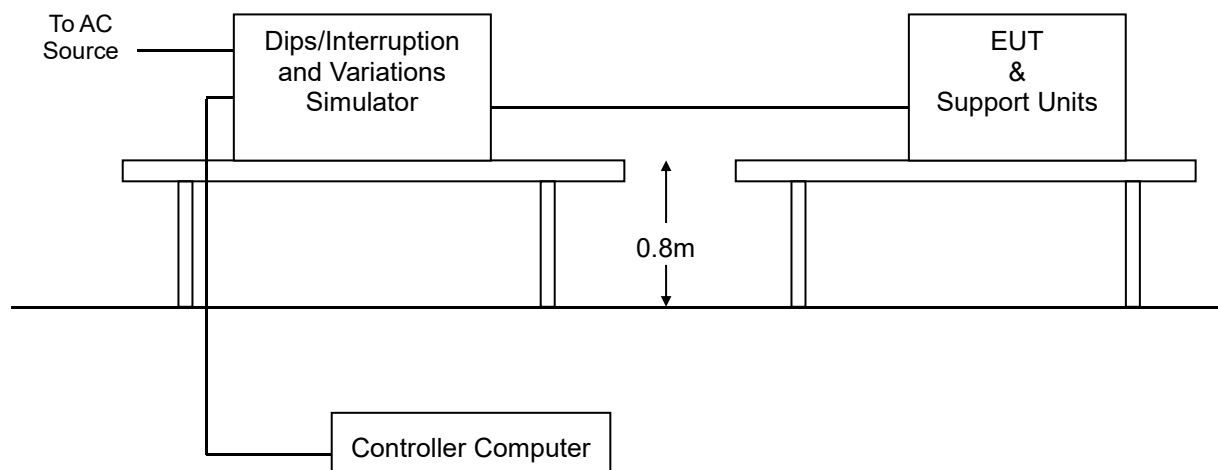 To AC
Source
Dips/Interruption
and Variations
Simulator
EUT
&
Support Units
0.8m
Controller Computer